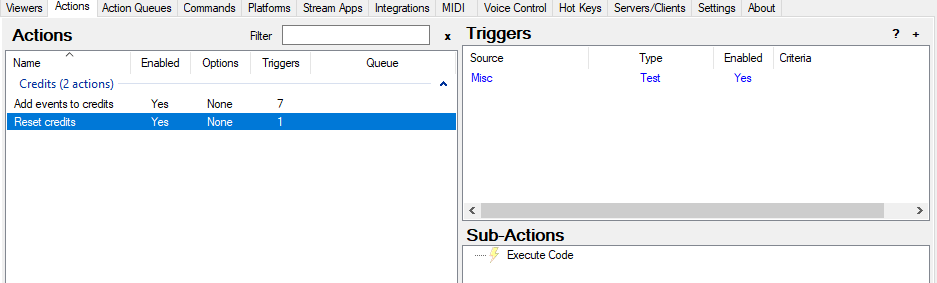 Viewers Actions Action Queues Commands Platforms Stream Apps Integrations MIDI Voice Control Hot Keys Servers/Clients Settings About
Actions Filter x
Name Enabled Options Triggers Queue
Credits (2 actions)
Add events to credits Yes None 7
Reset credits Yes None 1
Triggers ? +
Source Type Enabled Criteria
Misc Test Yes
Sub-Actions
Execute Code